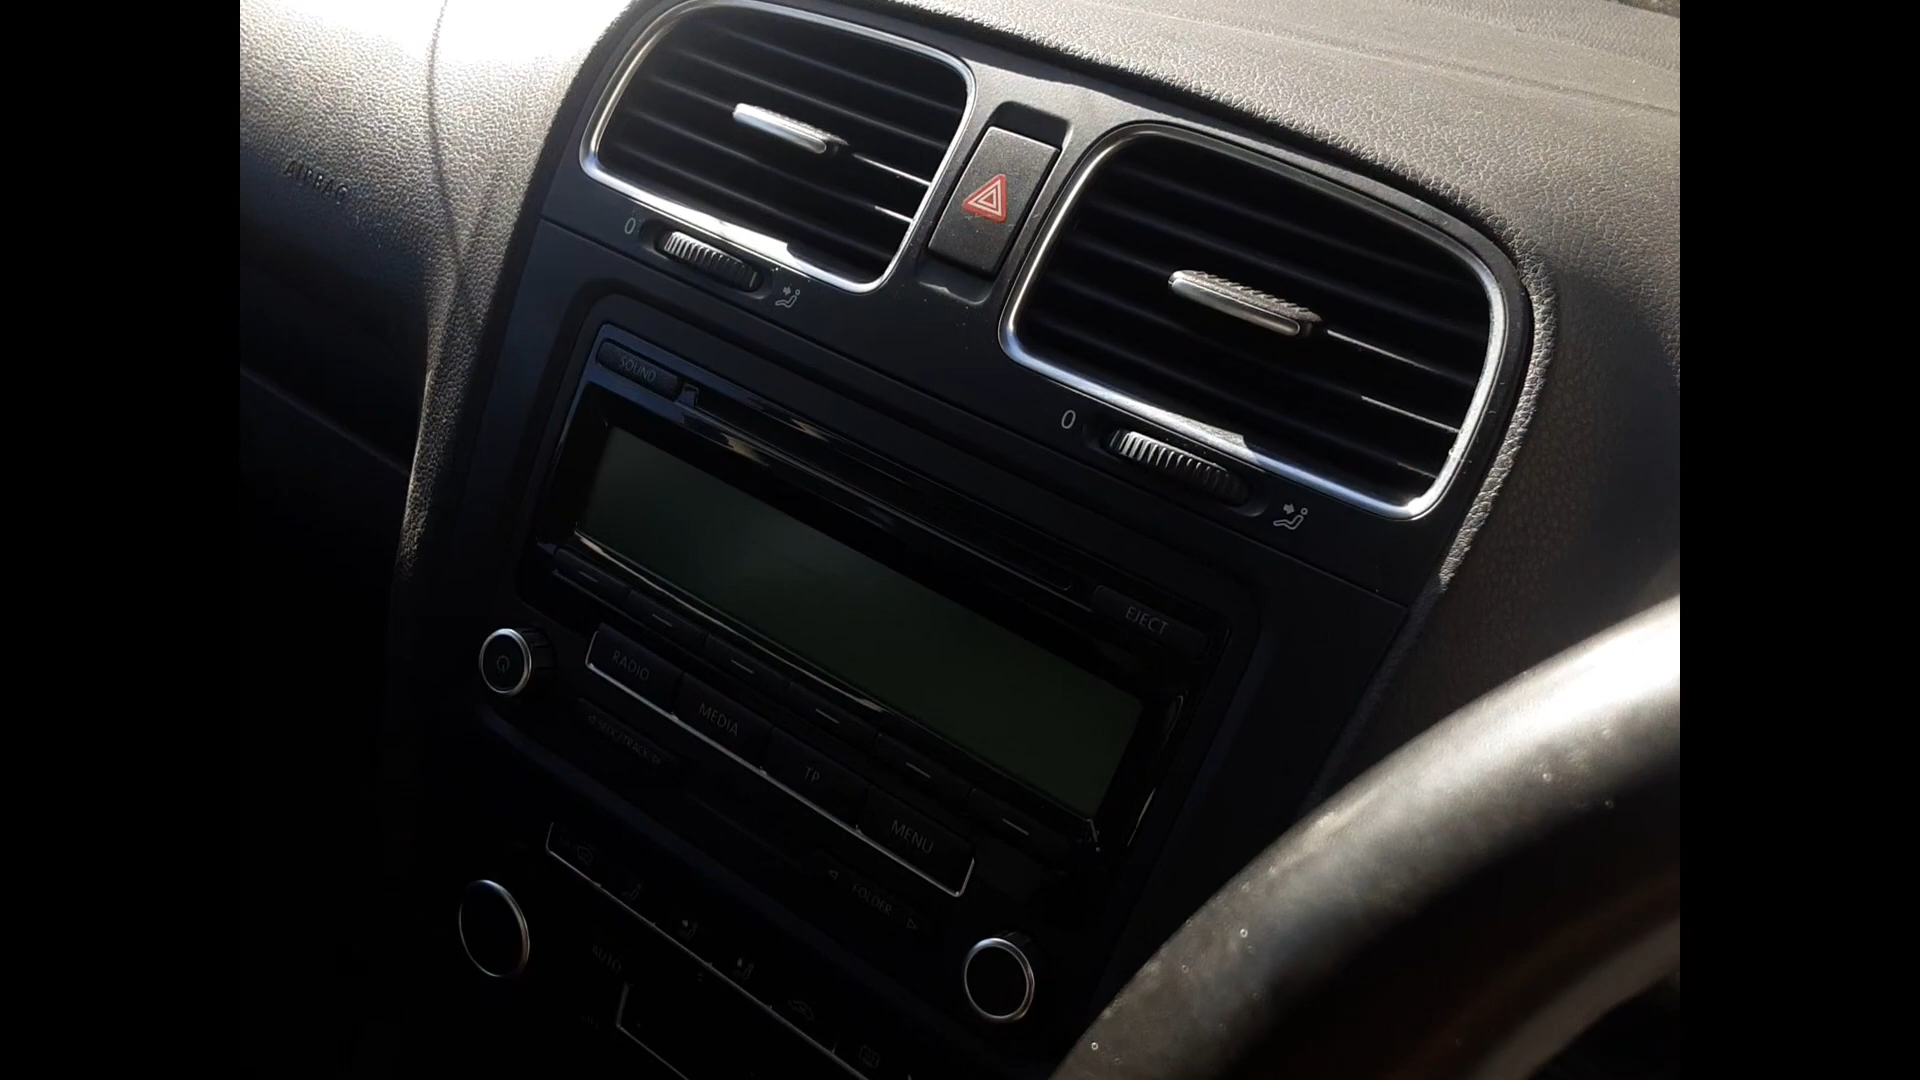 AIRBAG
0
0
SOUND
EJECT
RADIO
MEDIA
TP
MENU
FOLDER
AUTO